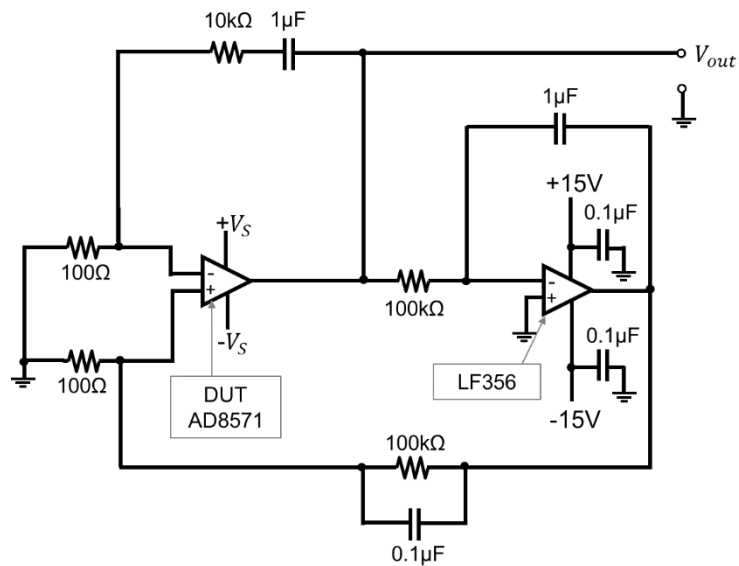 10kΩ
1μF
Vout
1μF
+15V
0.1μF
+VS
100Ω
-
+
100kΩ
-
+
-VS
100Ω
0.1μF
DUT
AD8571
LF356
-15V
100kΩ
0.1μF